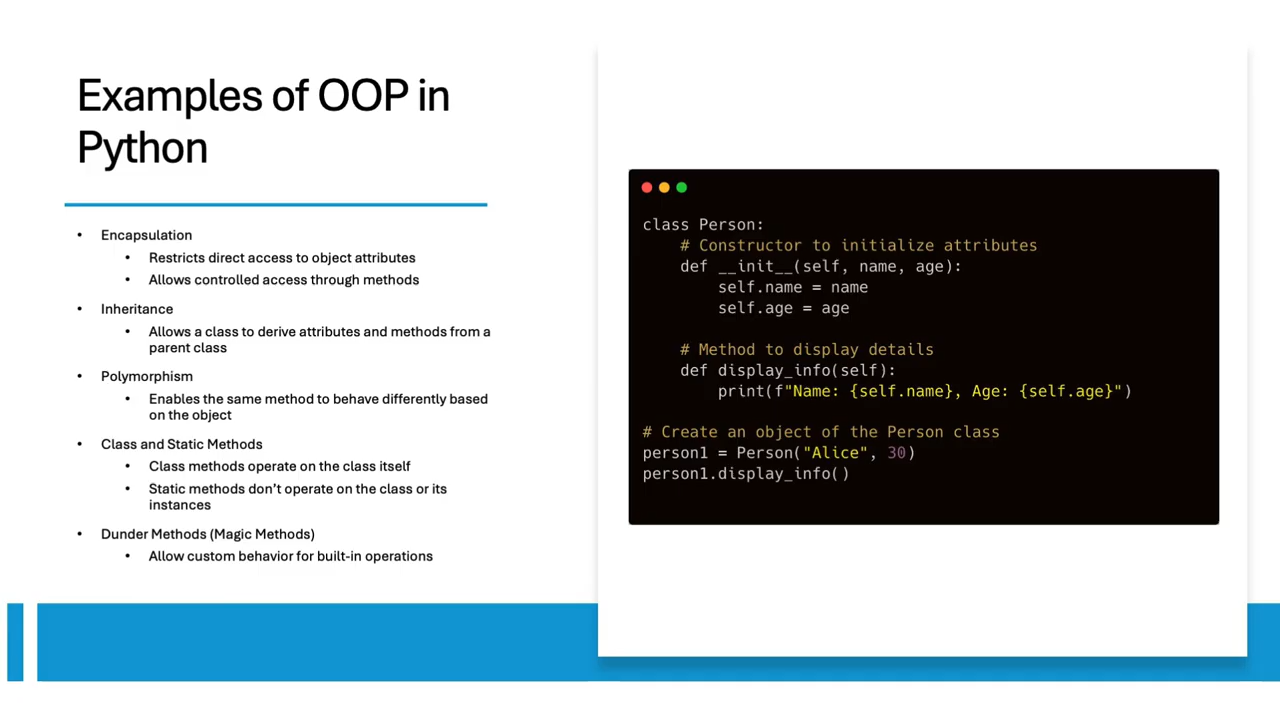 Examples of OOP in
Python
• Encapsulation
• Restricts direct access to object attributes
• Allows controlled access through methods
• Inheritance
• Allows a class to derive attributes and methods from a
parent class
• Polymorphism
• Enables the same method to behave differently based
on the object
• Class and Static Methods
• Class methods operate on the class itself
• Static methods don’t operate on the class or its
instances
• Dunder Methods (Magic Methods)
• Allow custom behavior for built-in operations
class Person:
    # Constructor to initialize attributes
    def __init__(self, name, age):
        self.name = name
        self.age = age
    # Method to display details
    def display_info(self):
        print(f"Name: {self.name}, Age: {self.age}")
# Create an object of the Person class
person1 = Person("Alice", 30)
person1.display_info()